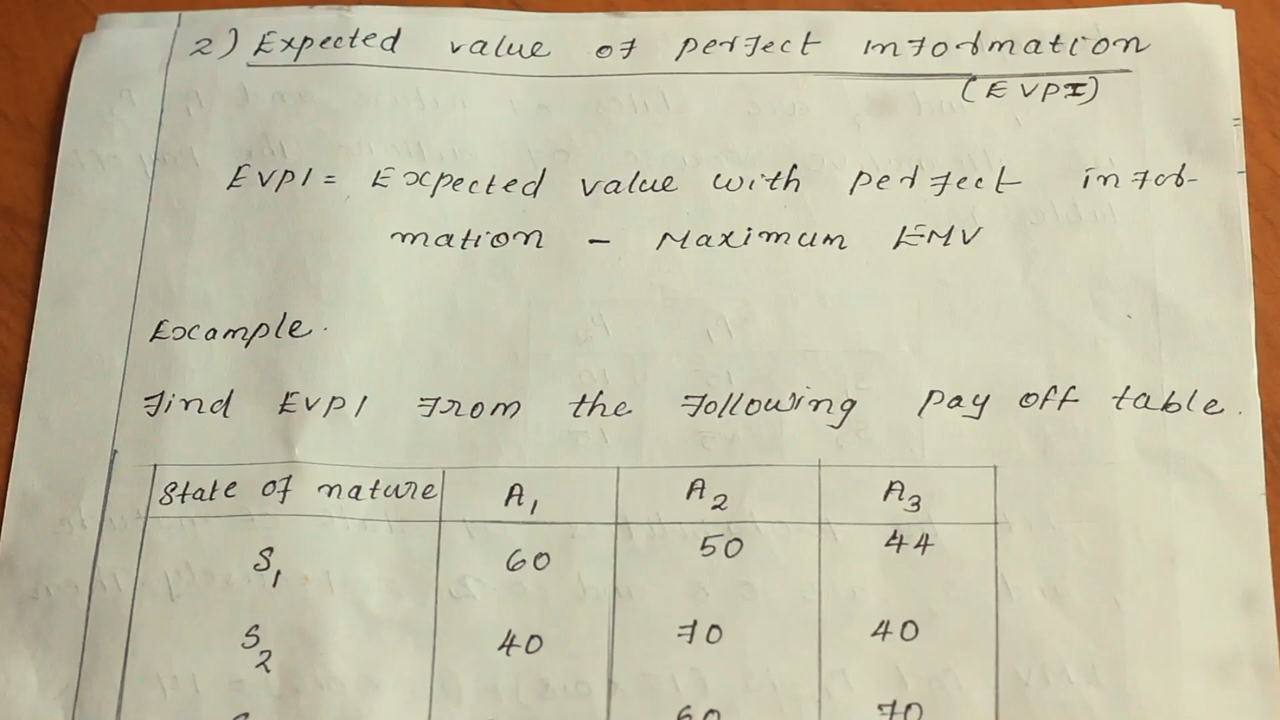 2) Expected value of perfect information
(EVPI)
EVPI = Expected value with perfect infor-
mation - Maximum EMV
Example.
Find EVPI from the following pay off table.
State of nature A1 A2 A3
S1 60 50 44
S2 40 70 40
60 70